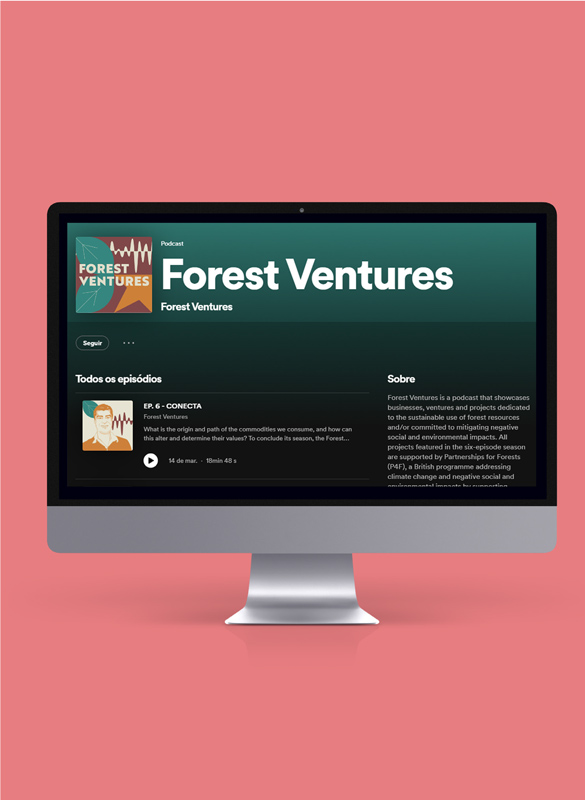 FOREST
VENTURES
Podcast
Forest Ventures
Forest Ventures
Seguir
Todos os episódios
EP. 6 - CONECTA
Forest Ventures
What is the origin and path of the commodities we consume, and how can
this alter and determine their values? To conclude its season, the Forest...
14 de mar. · 18min 48 s
Sobre
Forest Ventures is a podcast that showcases
businesses, ventures and projects dedicated
to the sustainable use of forest resources
and/or committed to mitigating negative
social and environmental impacts. All
projects featured in the six-episode season
are supported by Partnerships for Forests
(P4F), a British programme addressing
climate change and negative social and
environmental impacts by supporting